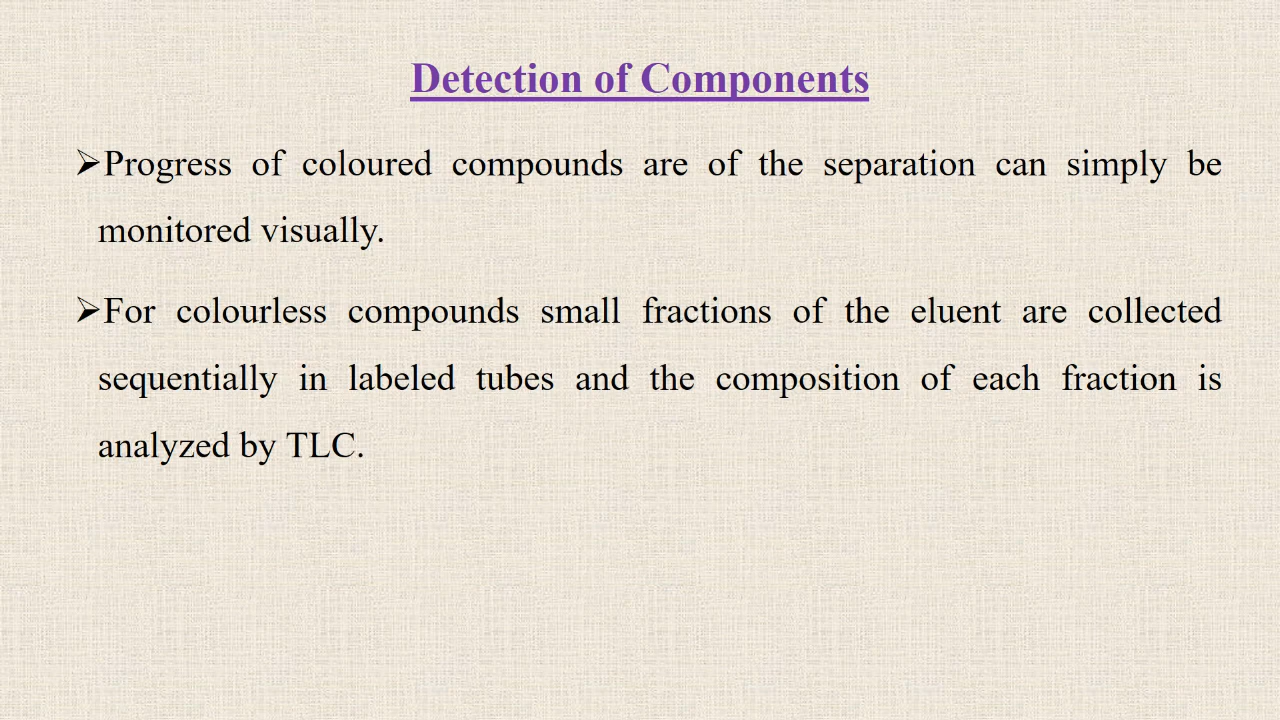 Detection of Components
➢Progress of coloured compounds are of the separation can simply be
monitored visually.
➢For colourless compounds small fractions of the eluent are collected
sequentially in labeled tubes and the composition of each fraction is
analyzed by TLC.